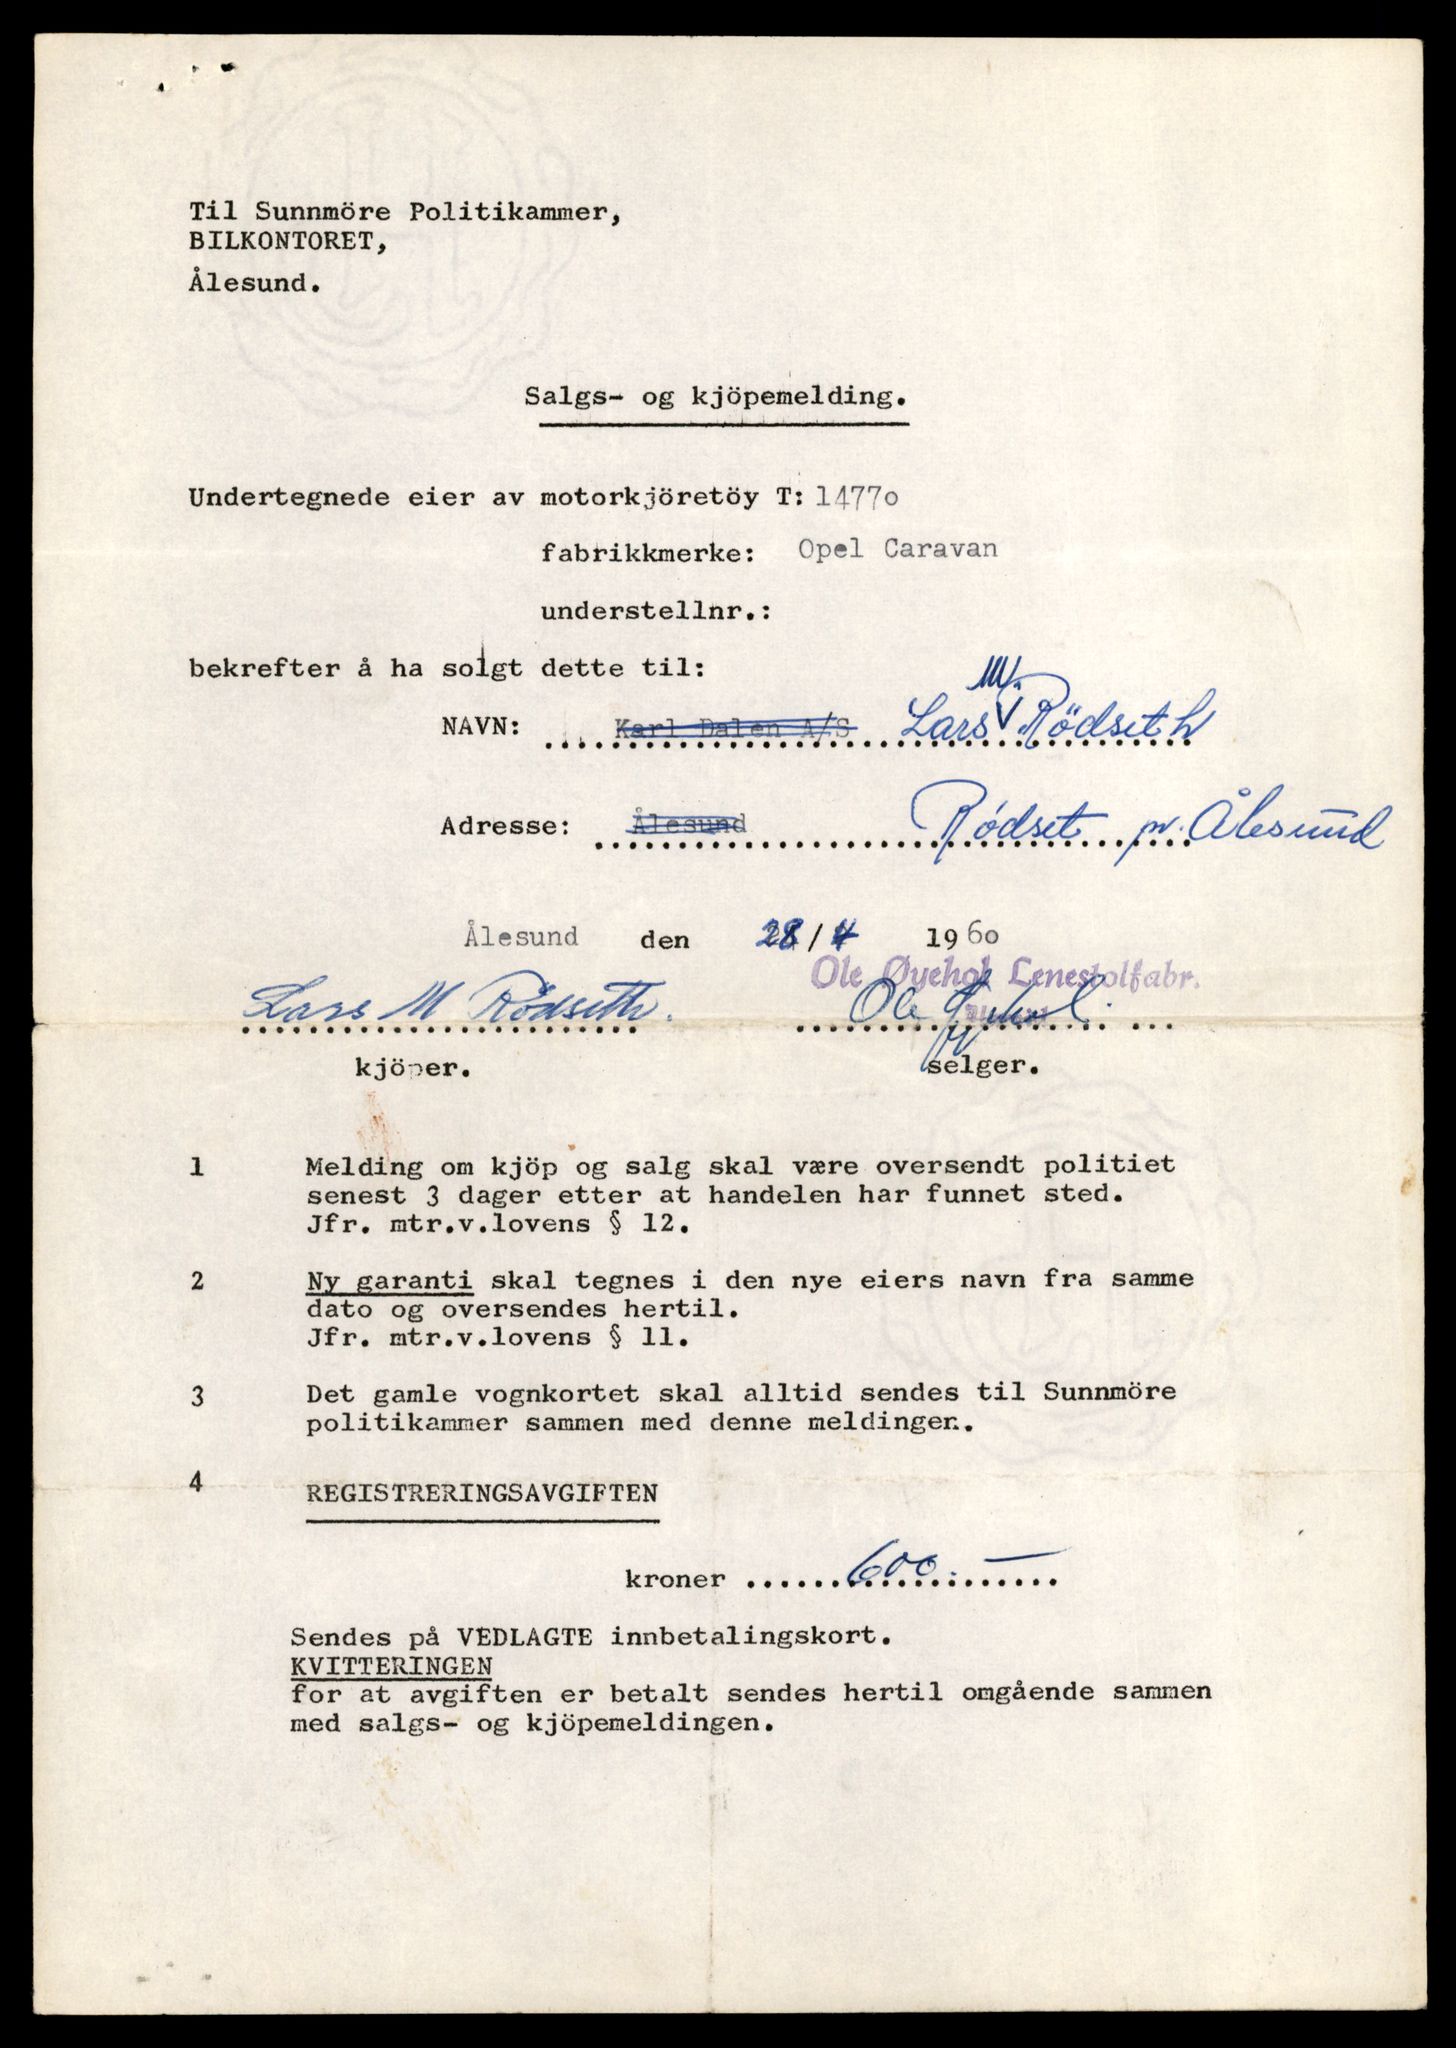 Til Sunnmöre Politikammer,
BILKONTORET,
Ålesund.
Salgs- og kjöpemelding.
Undertegnede eier av motorkjöretöy T: 14770
fabrikkmerke: Opel Caravan
understellnr.:
bekrefter å ha solgt dette til:
M.
NAVN: Karl Dalen A/S Lars Rödseth
Adresse: Ålesund Rødset pr. Ålesund
Ålesund den 28/4 1960
Ole Øyehok Lenestolfabr.
Lars M Rödseth. Ole
kjöper. selger.
1 Melding om kjöp og salg skal være oversendt politiet
senest 3 dager etter at handelen har funnet sted.
Jfr. mtr.v.lovens § 12.
2 Ny garanti skal tegnes i den nye eiers navn fra samme
dato og oversendes hertil.
Jfr. mtr.v.lovens § 11.
3 Det gamle vognkortet skal alltid sendes til Sunnmöre
politikammer sammen med denne meldingen.
4 REGISTRERINGSAVGIFTEN
kroner 600.—
Sendes på VEDLAGTE innbetalingskort.
KVITTERINGEN
for at avgiften er betalt sendes hertil omgående sammen
med salgs- og kjöpemeldingen.